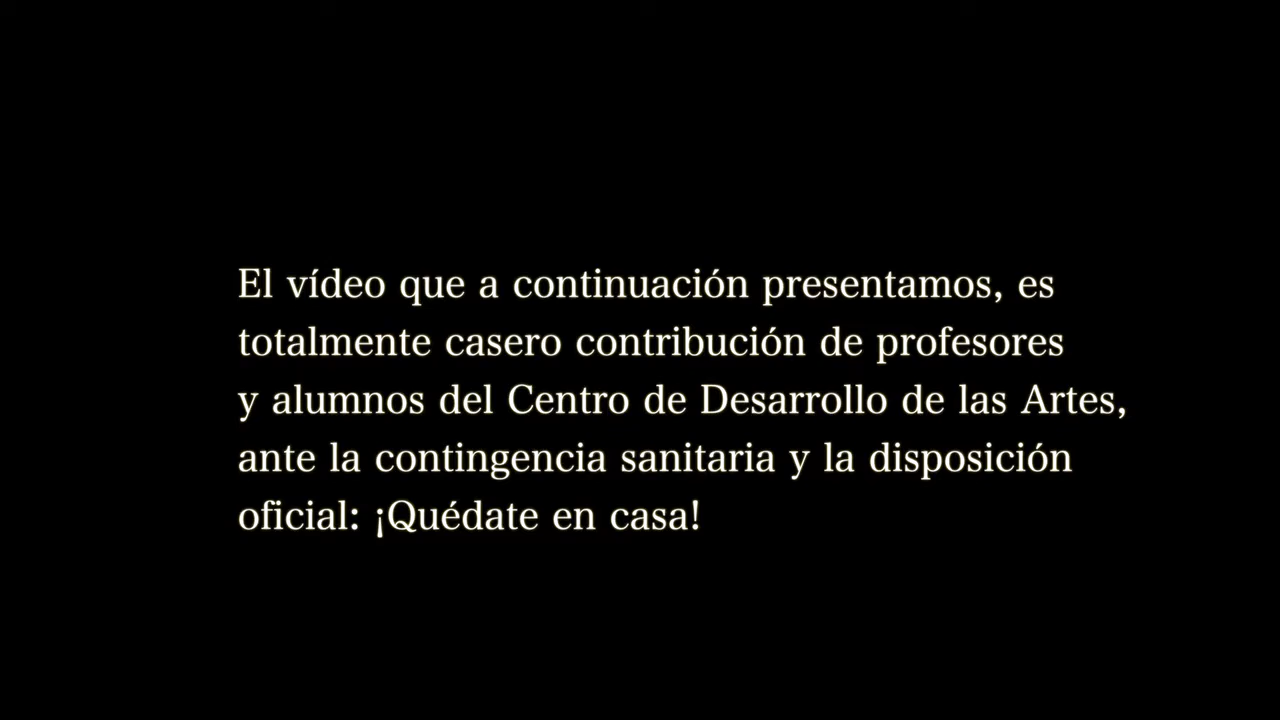 El vídeo que a continuación presentamos, es
totalmente casero contribución de profesores
y alumnos del Centro de Desarrollo de las Artes,
ante la contingencia sanitaria y la disposición
oficial: ¡Quédate en casa!